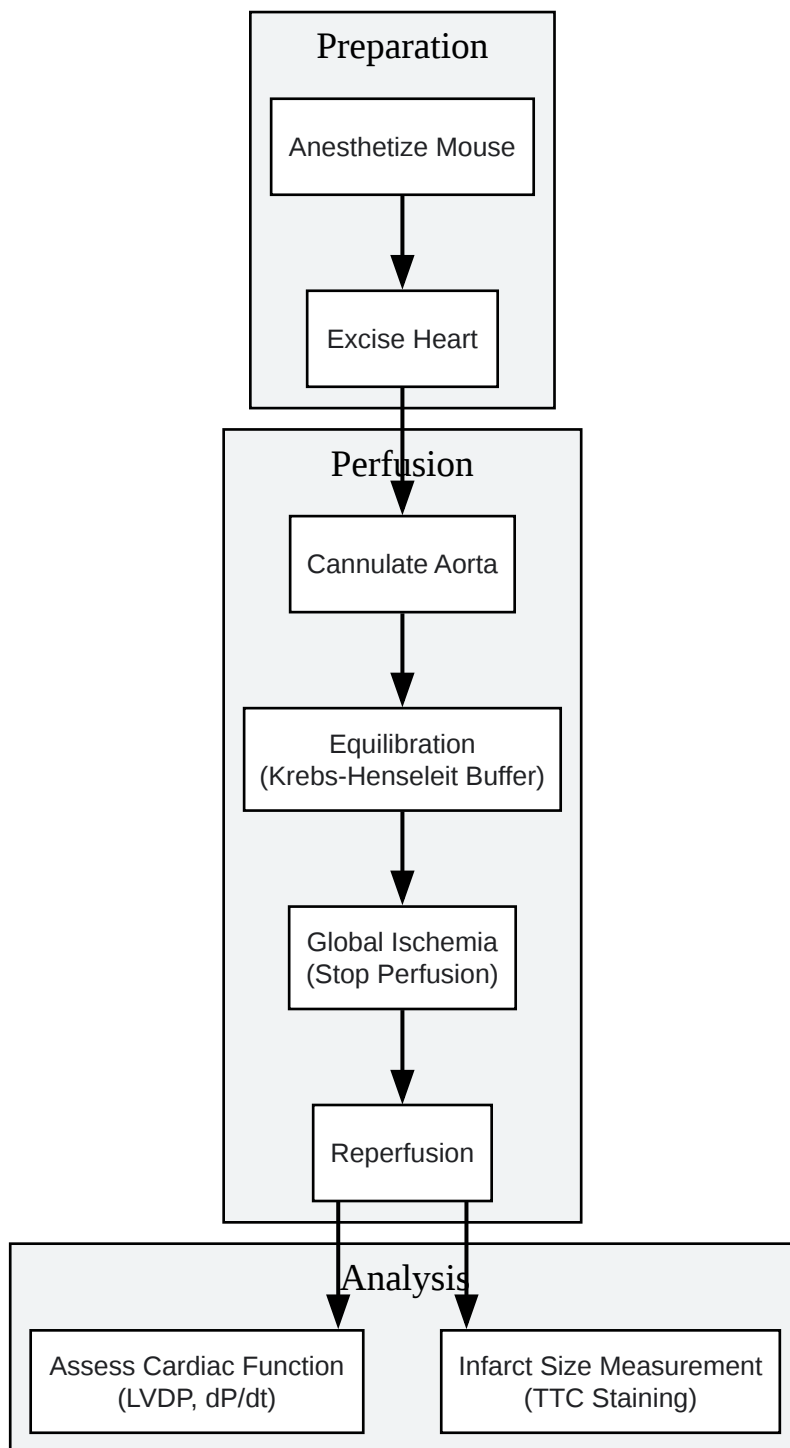 Preparation
Anesthetize Mouse
Excise Heart
Perfusion
Cannulate Aorta
Equilibration
(Krebs-Henseleit Buffer)
Global Ischemia
(Stop Perfusion)
Reperfusion
Analysis
Assess Cardiac Function
(LVDP, dP/dt)
Infarct Size Measurement
(TTC Staining)